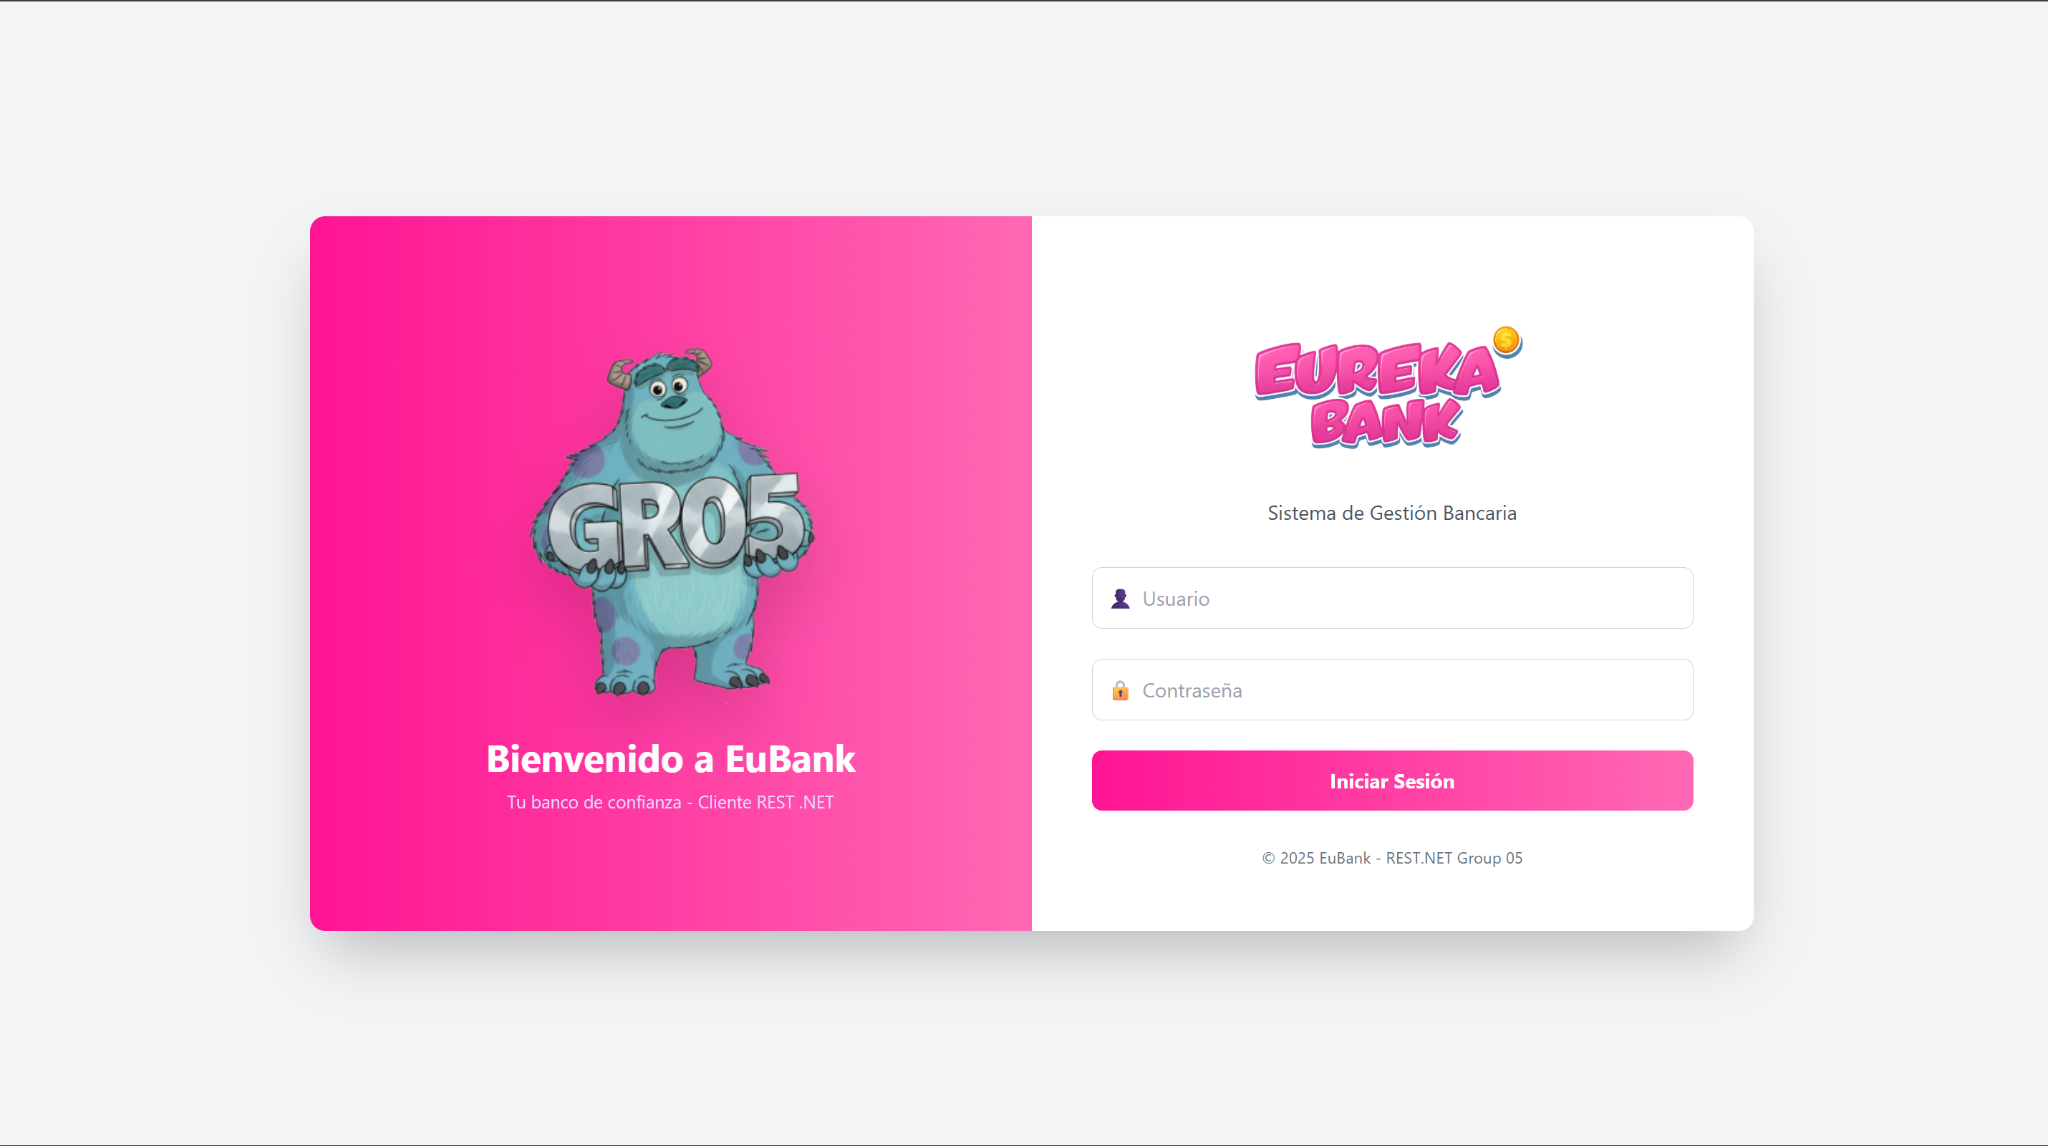 GR05
Bienvenido a EuBank
Tu banco de confianza - Cliente REST .NET
EUREKA
BANK
Sistema de Gestión Bancaria
Usuario
Contraseña
Iniciar Sesión
© 2025 EuBank - REST.NET Group 05